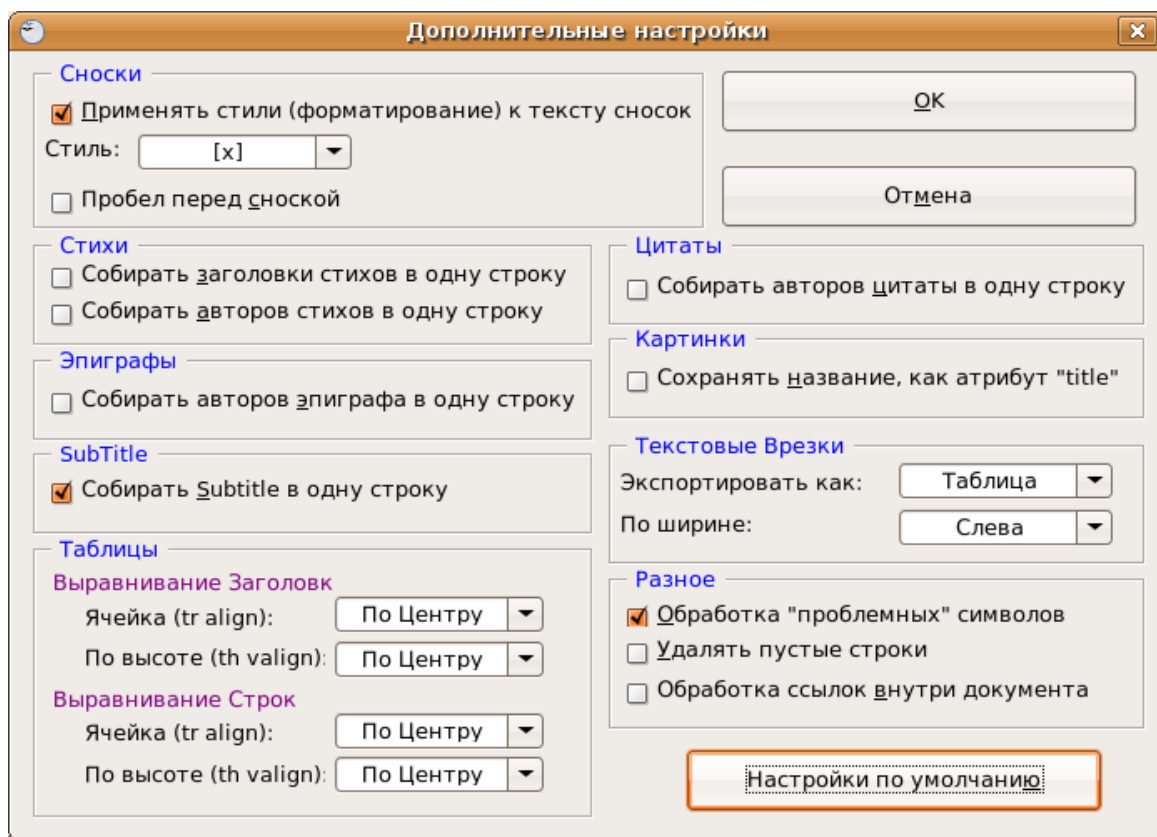 Дополнительные настройки
Сноски
Применять стили (форматирование) к тексту сносок
Стиль: [x]
Пробел перед сноской
OK
Отмена
Стихи
Собирать заголовки стихов в одну строку
Собирать авторов стихов в одну строку
Эпиграфы
Собирать авторов эпиграфа в одну строку
SubTitle
Собирать Subtitle в одну строку
Таблицы
Выравнивание Заголовк
Ячейка (tr align): По Центру
По высоте (th valign): По Центру
Выравнивание Строк
Ячейка (tr align): По Центру
По высоте (th valign): По Центру
Цитаты
Собирать авторов цитаты в одну строку
Картинки
Сохранять название, как атрибут "title"
Текстовые Врезки
Экспортировать как: Таблица
По ширине: Слева
Разное
Обработка "проблемных" символов
Удалять пустые строки
Обработка ссылок внутри документа
Настройки по умолчанию